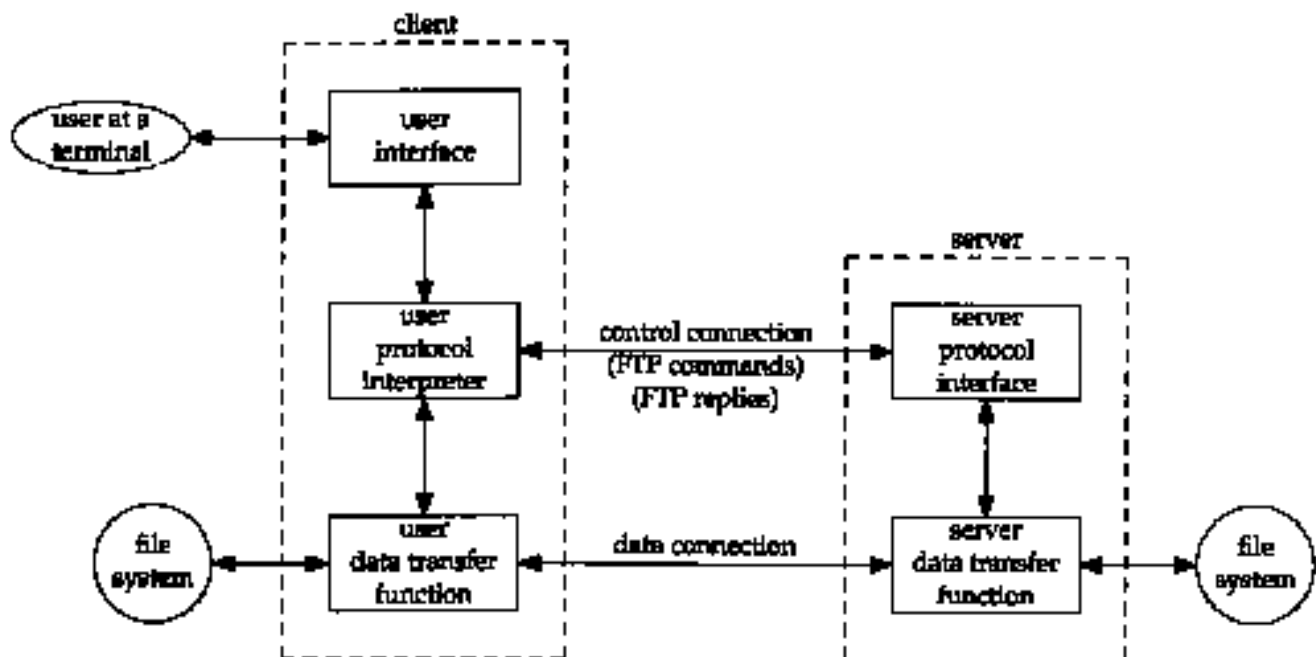 client
user at a
terminal
user
interface
server
user
protocol
interpreter
control connection
(FTP commands)
(FTP replies)
server
protocol
interface
file
system
user
data transfer
function
data connection
server
data transfer
function
file
system